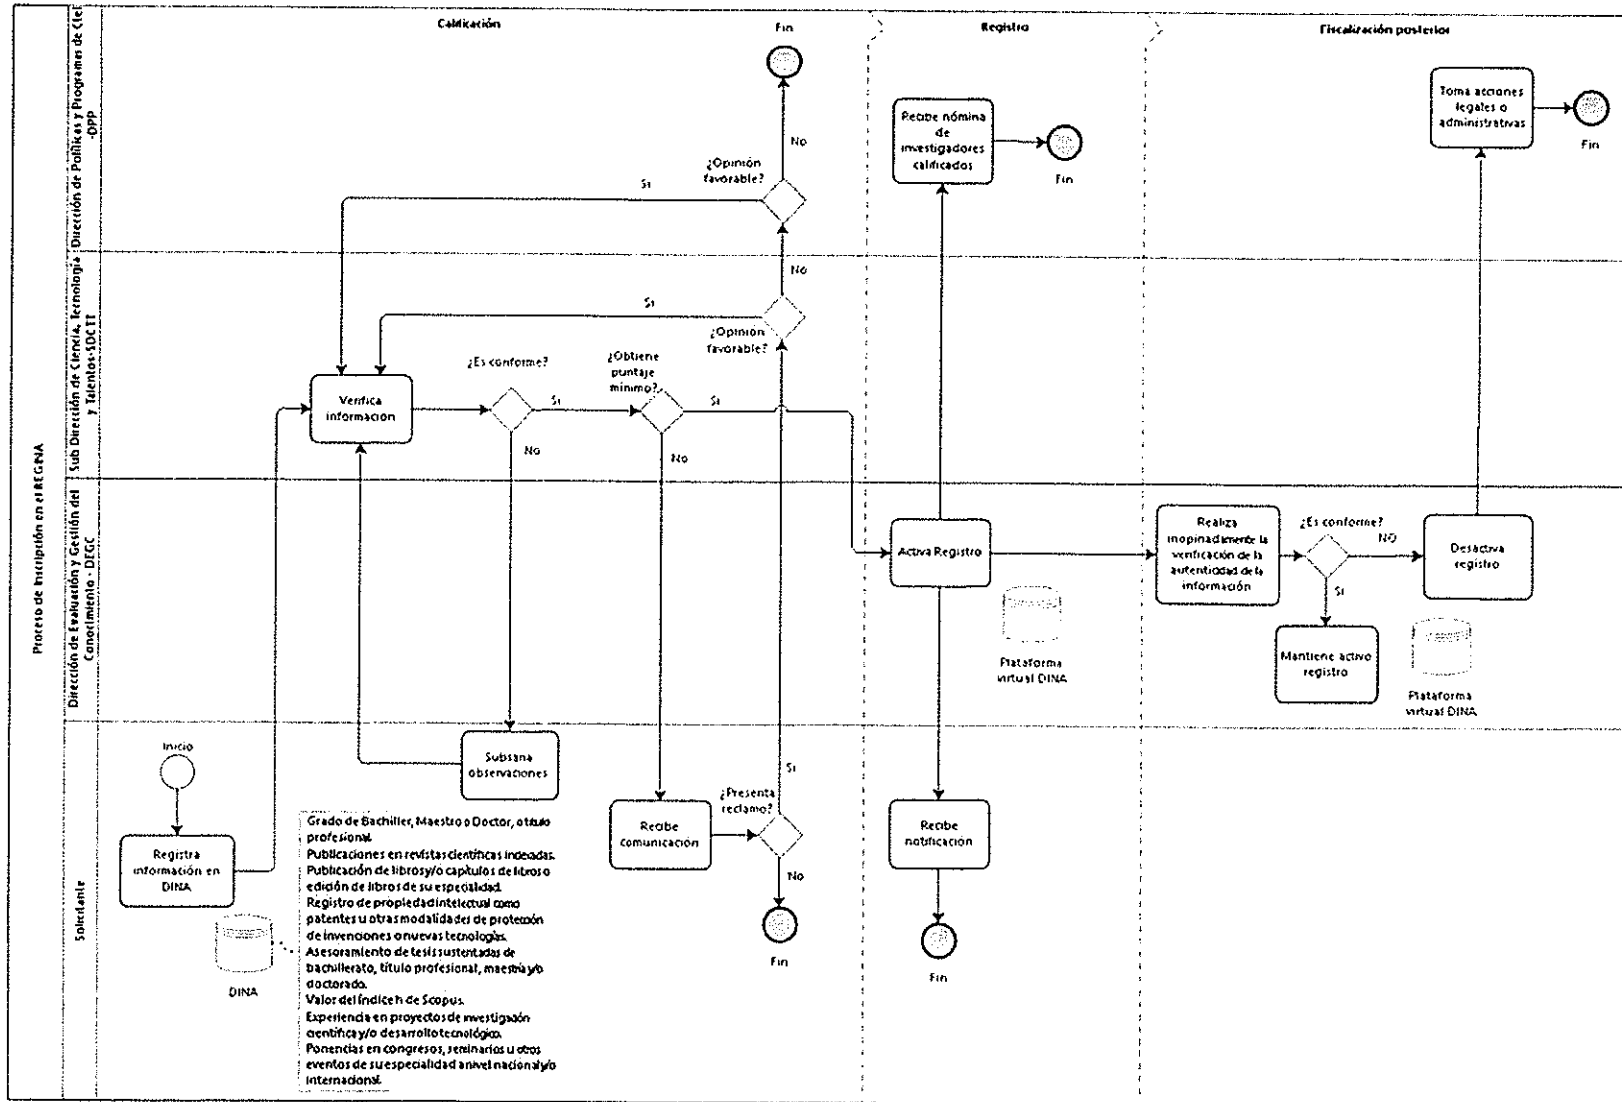 Proceso de Inscripción en el REGINA
Calificación
Registro
Fiscalización posterior
Dirección de Políticas y Programas de CTeI
-DPP
Fin
¿Opinión
favorable?
Si
No
Recibe nómina
de
investigadores
calificados
Fin
Toma acciones
legales o
administrativas
Fin
Sub Dirección de Ciencia, Tecnología
y Talentos-SDCTT
No
Si
¿Opinión
favorable?
Verifica
información
¿Es conforme?
Si
No
¿Obtiene
puntaje
mínimo?
Si
No
Dirección de Evaluación y Gestión del
Conocimiento - DEGC
Activa Registro
Plataforma
virtual DINA
Realiza
inopinadamente la
verificación de la
autenticidad de la
información
¿Es conforme?
NO
Si
Desactiva
registro
Mantiene activo
registro
Plataforma
virtual DINA
Solicitante
Inicio
Registra
información en
DINA
DINA
Subsana
observaciones
Grado de Bachiller, Maestro o Doctor, o título
profesional.
Publicaciones en revistas científicas indexadas.
Publicación de libros y/o capítulos de libros o
edición de libros de su especialidad.
Registro de propiedad intelectual como
patentes u otras modalidades de protección
de invenciones o nuevas tecnologías.
Asesoramiento de tesis sustentadas de
bachillerato, título profesional, maestría y/o
doctorado.
Valor del índice h de Scopus.
Experiencia en proyectos de investigación
científica y/o desarrollo tecnológico.
Ponencias en congresos, seminarios u otros
eventos de su especialidad a nivel nacional y/o
internacional.
Recibe
comunicación
¿Presenta
reclamo?
Si
No
Fin
Recibe
notificación
Fin